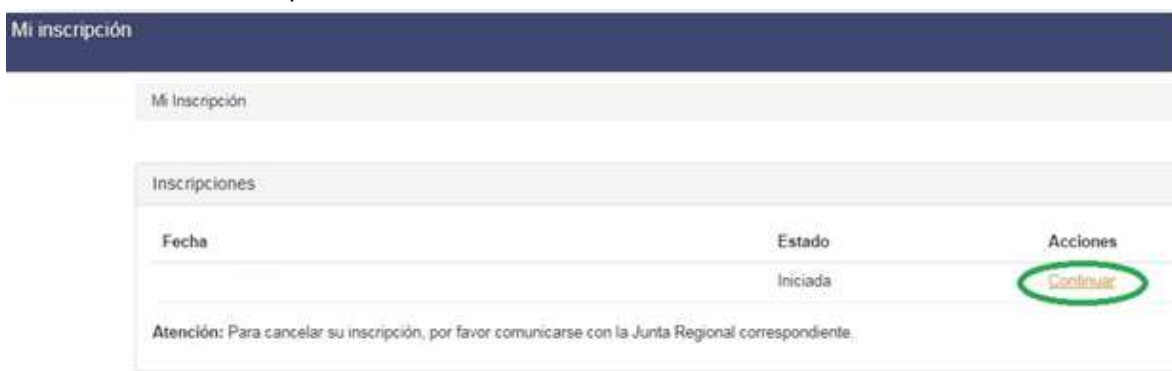 Mi inscripción
Mi Inscripción
Inscripciones
Fecha Estado Acciones
Iniciada Continuar
Atención: Para cancelar su inscripción, por favor comunicarse con la Junta Regional correspondiente.